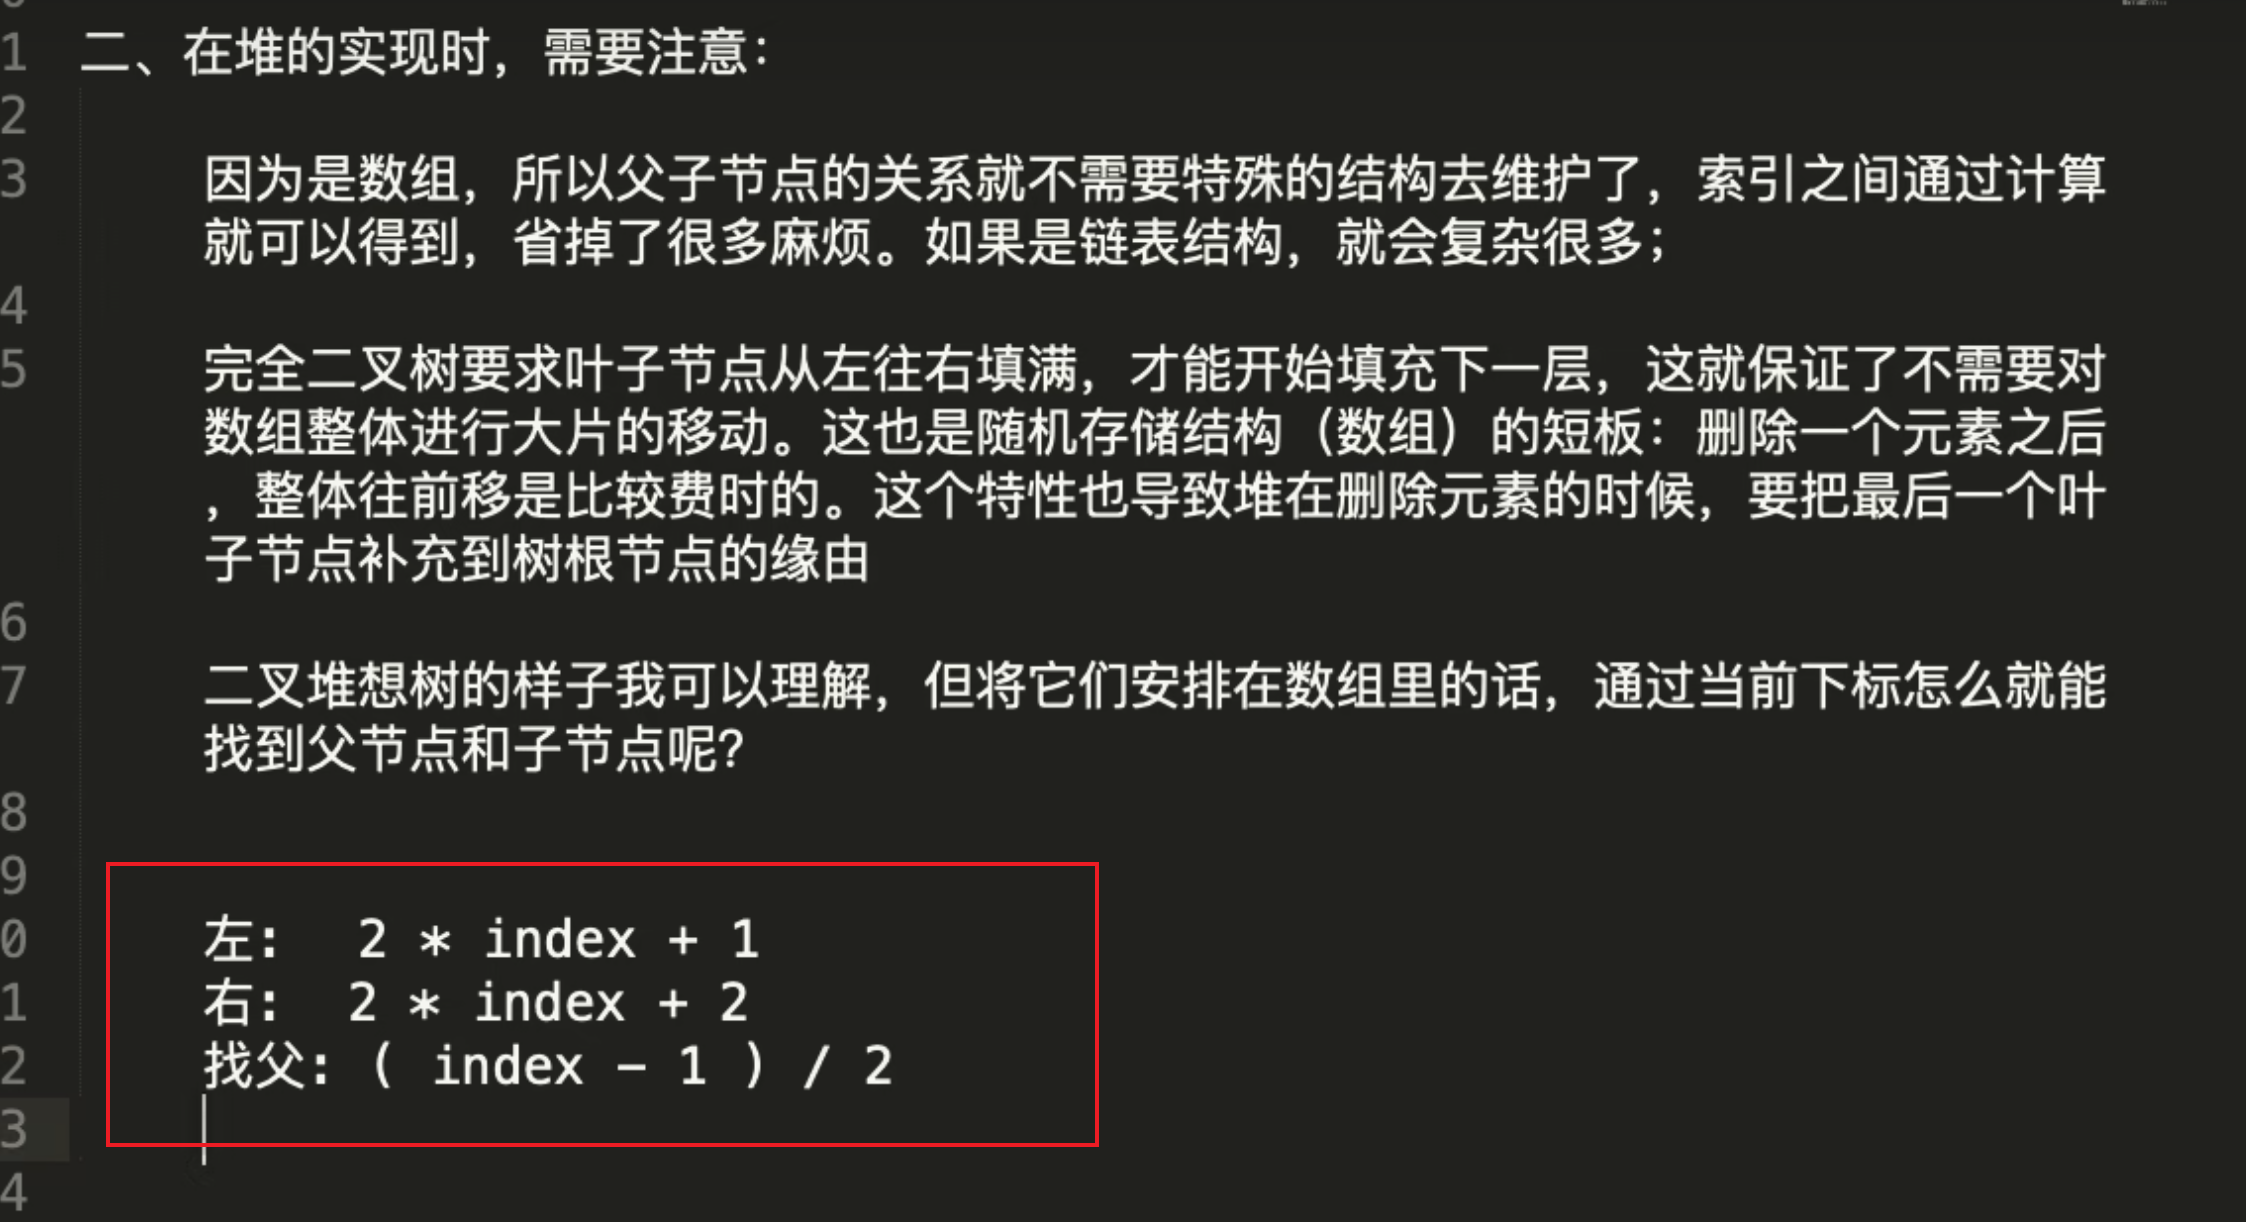 1 二、在堆的实现时，需要注意：
2
3 因为是数组，所以父子节点的关系就不需要特殊的结构去维护了，索引之间通过计算
就可以得到，省掉了很多麻烦。如果是链表结构，就会复杂很多；
4
5 完全二叉树要求叶子节点从左往右填满，才能开始填充下一层，这就保证了不需要对
数组整体进行大片的移动。这也是随机存储结构（数组）的短板：删除一个元素之后
，整体往前移是比较费时的。这个特性也导致堆在删除元素的时候，要把最后一个叶
子节点补充到树根节点的缘由
6
7 二叉堆想树的样子我可以理解，但将它们安排在数组里的话，通过当前下标怎么就能
找到父节点和子节点呢？
8
9
0 左： 2 * index + 1
1 右： 2 * index + 2
2 找父：( index - 1 ) / 2
3
4